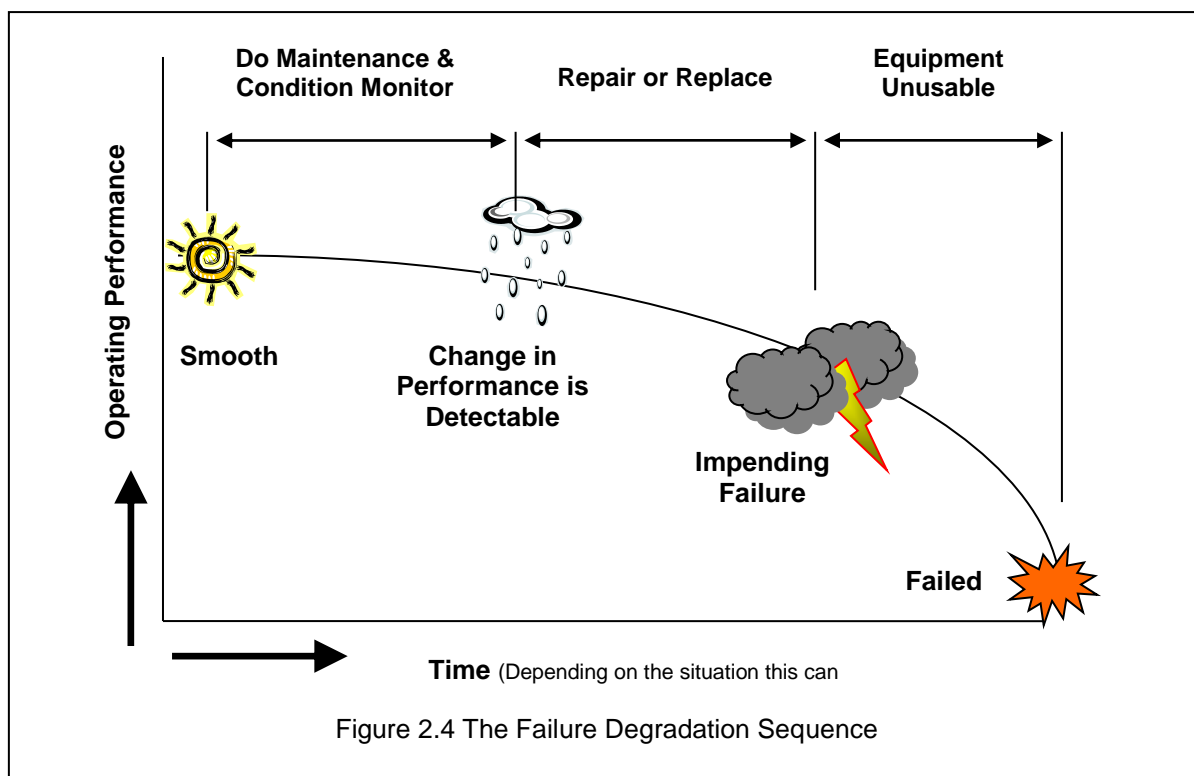 Do Maintenance &
Condition Monitor
Repair or Replace
Equipment
Unusable
Operating Performance
Smooth
Change in
Performance is
Detectable
Impending
Failure
Failed
Time (Depending on the situation this can
Figure 2.4 The Failure Degradation Sequence